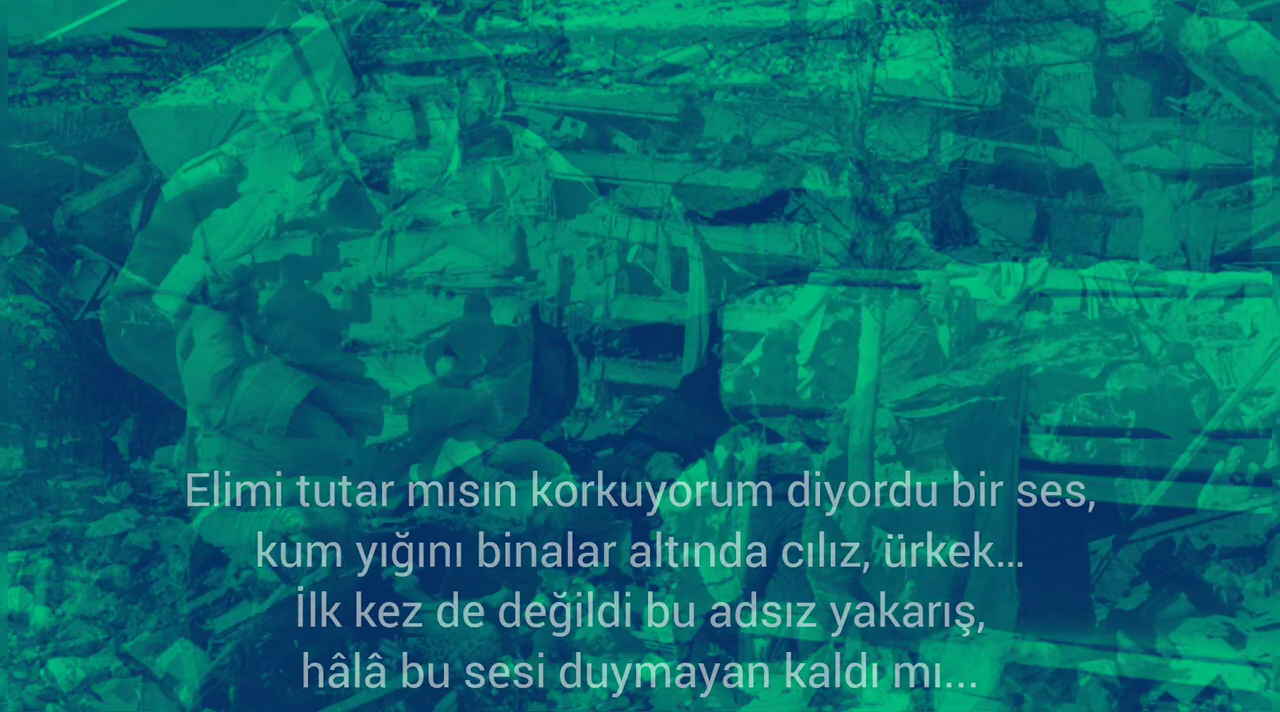 Elimi tutar mısın korkuyorum diyordu bir ses,
kum yığını binalar altında cılız, ürkek...
İlk kez de değildi bu adsız yakarış,
hâlâ bu sesi duymayan kaldı mı...